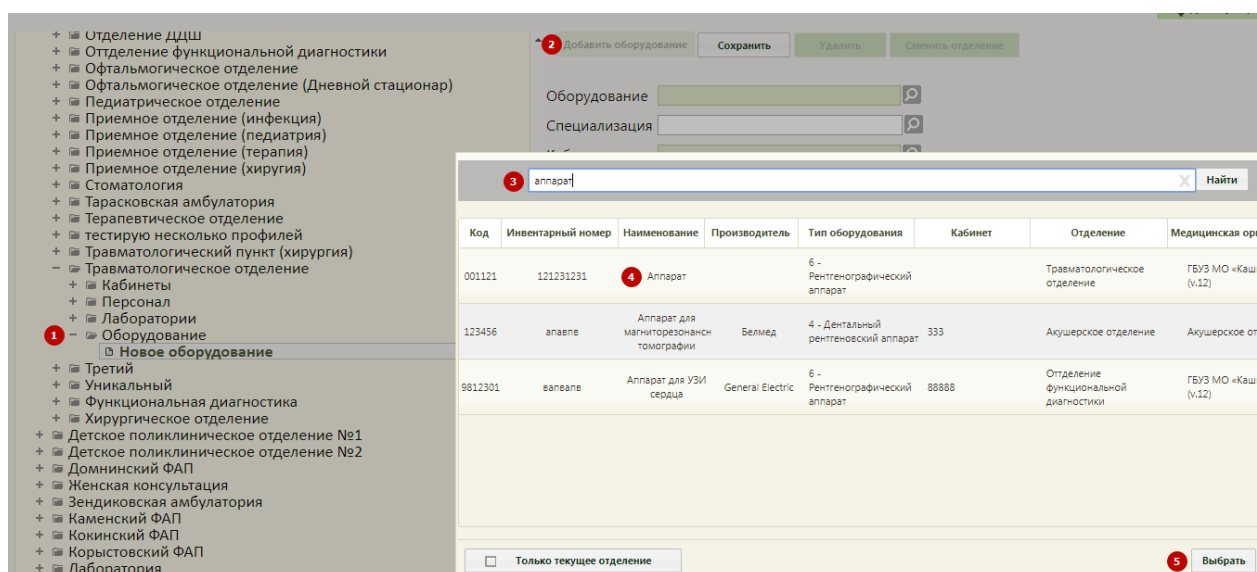 Отделение ДДШ
Оттделение функциональной диагностики
Офтальмогическое отделение
Офтальмогическое отделение (Дневной стационар)
Педиатрическое отделение
Приемное отделение (инфекция)
Приемное отделение (педиатрия)
Приемное отделение (терапия)
Приемное отделение (хиругия)
Стоматология
Тарасковская амбулатория
Терапевтическое отделение
тестирую несколько профилей
Травматологический пункт (хирургия)
Травматологическое отделение
Кабинеты
Персонал
Лаборатории
1 Оборудование
Новое оборудование
Третий
Уникальный
Функциональная диагностика
Хирургическое отделение
Детское поликлиническое отделение №1
Детское поликлиническое отделение №2
Домнинский ФАП
Женская консультация
Зендиковская амбулатория
Каменский ФАП
Кокинский ФАП
Корыстовский ФАП
Лаборатория
2 Добавить оборудование Сохранить Удалить Сменить отделение
Оборудование
Специализация
3 аппарат X Найти
Код Инвентарный номер Наименование Производитель Тип оборудования Кабинет Отделение Медицинская орг
001121 121231231 4 Аппарат 6 - Рентгенографический аппарат Травматологическое отделение ГБУЗ МО «Каш (v.12)
123456 апавпв Аппарат для магниторезонансн томографии Белмед 4 - Дентальный рентгеновский аппарат 333 Акушерское отделение Акушерское от
9812301 вапвапв Аппарат для УЗИ сердца General Electric 6 - Рентгенографический аппарат 88888 Оттделение функциональной диагностики ГБУЗ МО «Каш (v.12)
Только текущее отделение 5 Выбрать